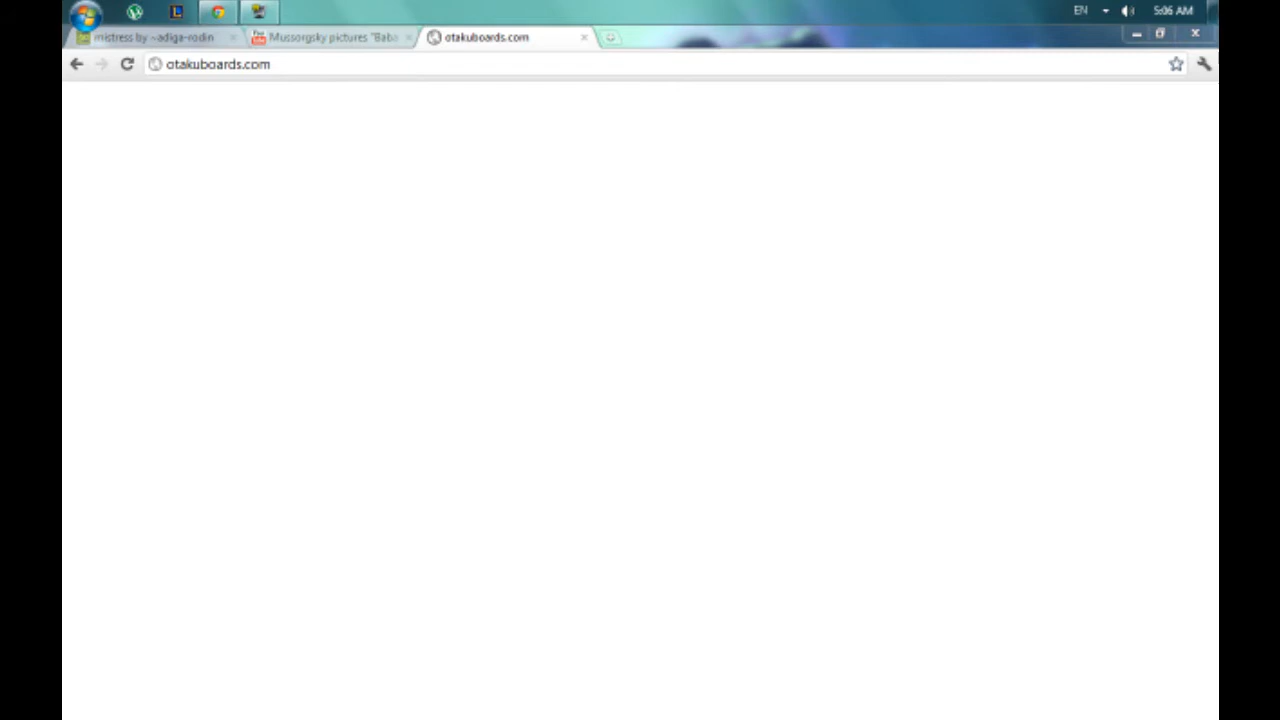 EN 5:06 AM
mistress by ~adiga-rodin Mussorgsky pictures "Baba otakuboards.com
otakuboards.com